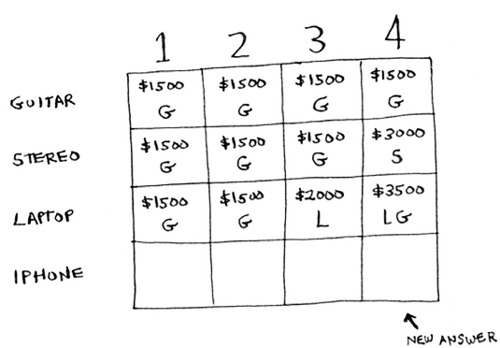 1 2 3 4
GUITAR $1500 $1500 $1500 $1500
G G G G
STEREO $1500 $1500 $1500 $3000
G G G S
LAPTOP $1500 $1500 $2000 $3500
G G L LG
IPHONE
NEW ANSWER